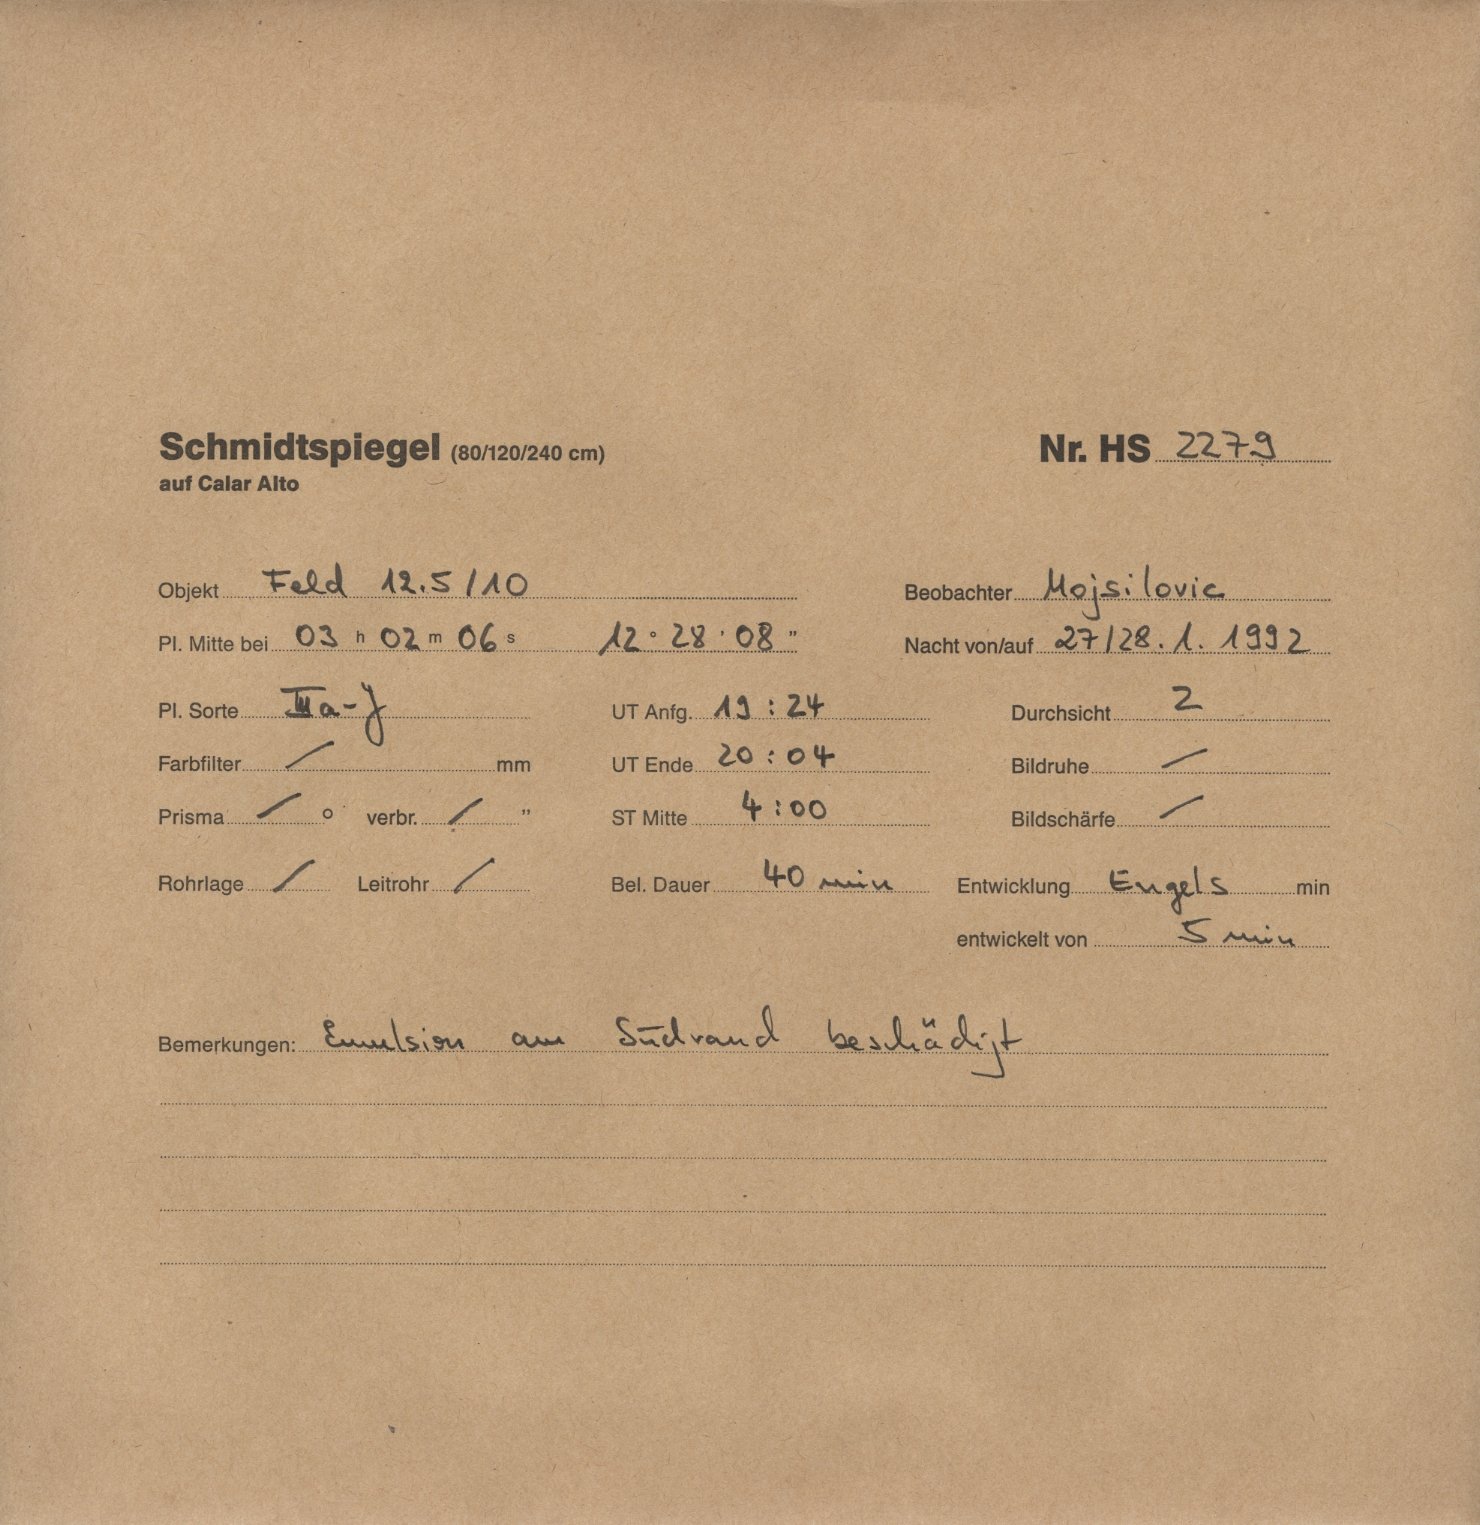 Schmidtspiegel (80/120/240 cm) Nr. HS 2279
auf Calar Alto
Objekt Feld 12.5/10 Beobachter Mojsilovic
Pl. Mitte bei 03 h 02 m 06 s 12 ° 28 ' 08 " Nacht von/auf 27/28.1.1992
Pl. Sorte IIIa-J UT Anfg. 19:24 Durchsicht 2
Farbfilter / mm UT Ende 20:04 Bildruhe /
Prisma / ° verbr. / " ST Mitte 4:00 Bildschärfe /
Rohrlage / Leitrohr / Bel. Dauer 40 min Entwicklung Engels min
entwickelt von 5 min
Bemerkungen: Emulsion am Südrand beschädigt